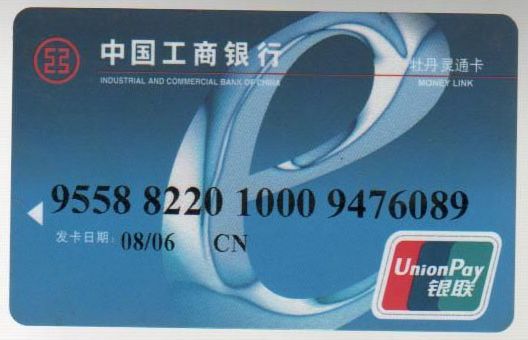 中国工商银行
INDUSTRIAL AND COMMERCIAL BANK OF CHINA
牡丹灵通卡
MONEY LINK
9558 8220 1000 9476089
发卡日期: 08/06 CN
UnionPay
银联